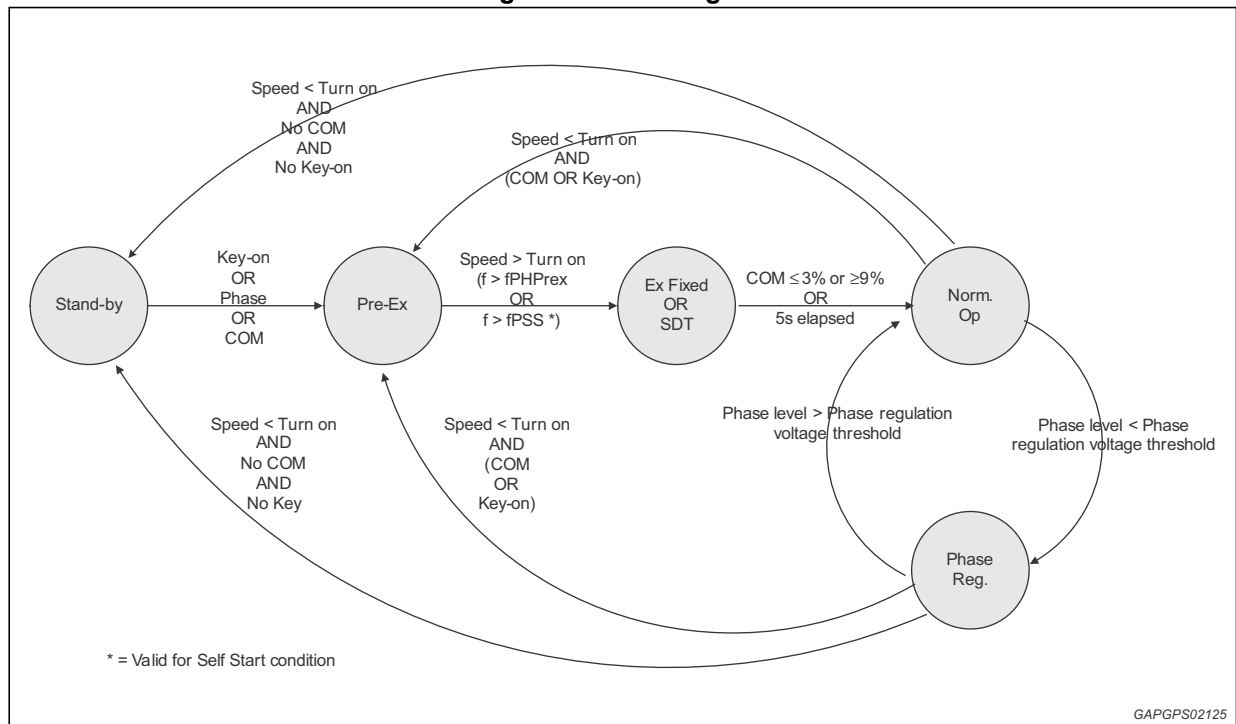 Speed < Turn on
AND
No COM
AND
No Key-on
Speed < Turn on
AND
(COM OR Key-on)
Stand-by
Key-on
OR
Phase
OR
COM
Pre-Ex
Speed > Turn on
(f > fPHPrex
OR
f > fPSS *)
Ex Fixed
OR
SDT
COM ≤ 3% or ≥9%
OR
5s elapsed
Norm.
Op
Speed < Turn on
AND
No COM
AND
No Key
Speed < Turn on
AND
(COM
OR
Key-on)
Phase level > Phase regulation
voltage threshold
Phase level < Phase
regulation voltage threshold
Phase
Reg.
* = Valid for Self Start condition
GAPGPS02125